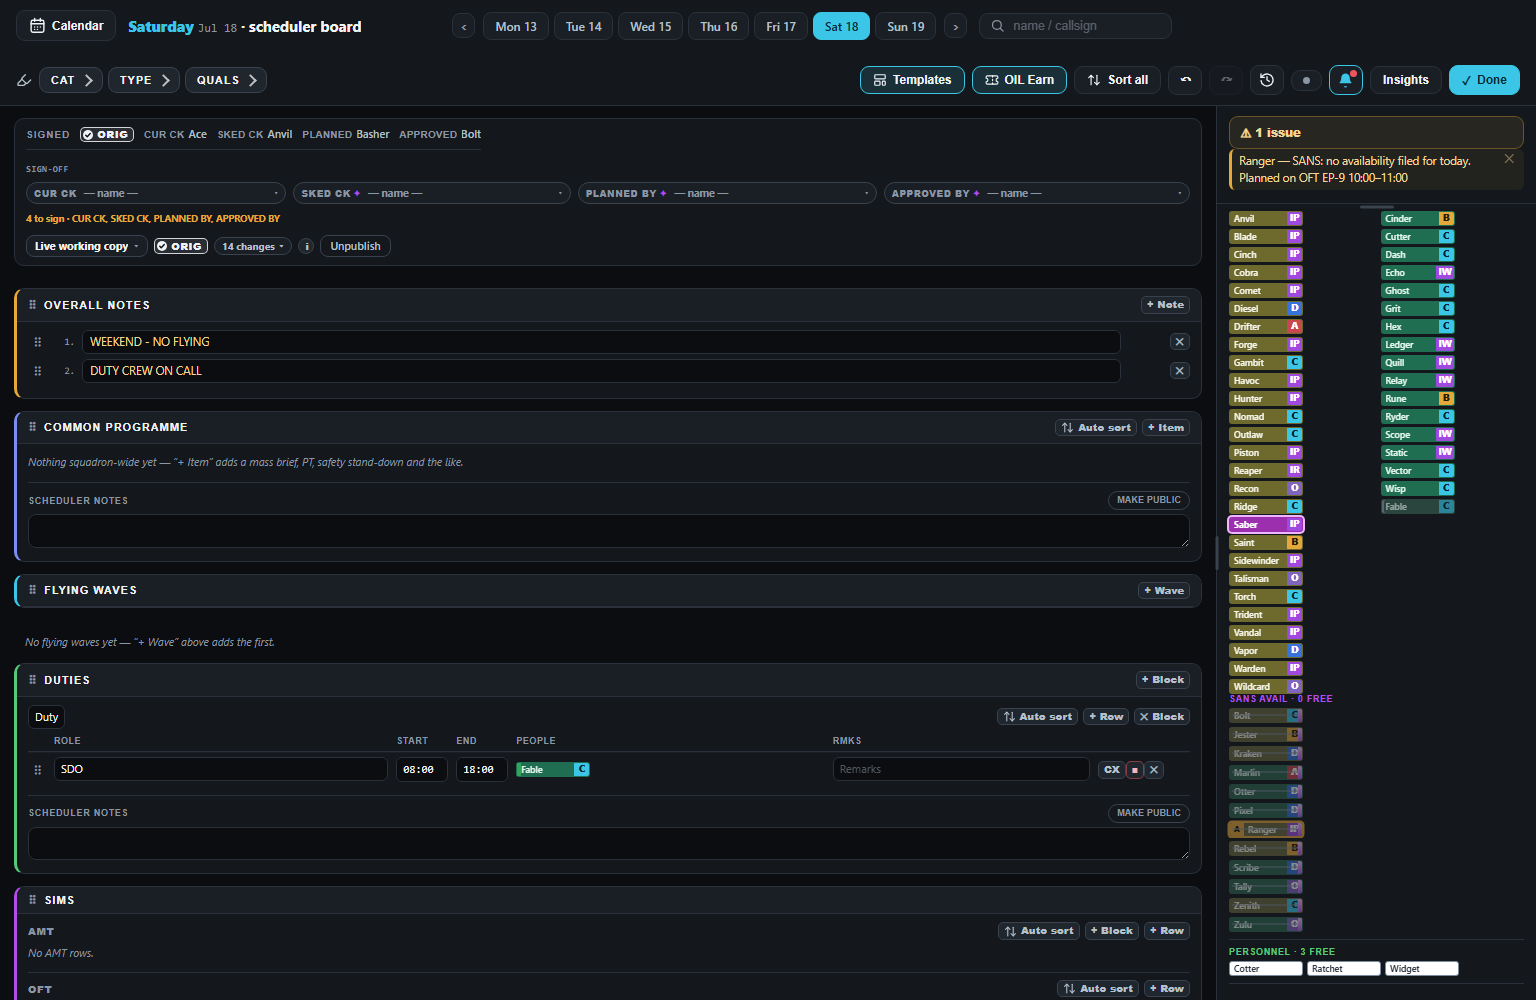 Calendar
Saturday Jul 18 · scheduler board
‹ Mon 13 Tue 14 Wed 15 Thu 16 Fri 17 Sat 18 Sun 19 ›
name / callsign
CAT TYPE QUALS
Templates OIL Earn Sort all Insights ✓ Done
SIGNED ORIG CUR CK Ace SKED CK Anvil PLANNED Basher APPROVED Bolt
SIGN-OFF
CUR CK — name — SKED CK ✦ — name — PLANNED BY ✦ — name — APPROVED BY ✦ — name —
4 to sign · CUR CK, SKED CK, PLANNED BY, APPROVED BY
Live working copy ORIG 14 changes i Unpublish
OVERALL NOTES
+ Note
1. WEEKEND - NO FLYING
2. DUTY CREW ON CALL
COMMON PROGRAMME
Auto sort + Item
Nothing squadron-wide yet — "+ Item" adds a mass brief, PT, safety stand-down and the like.
SCHEDULER NOTES
MAKE PUBLIC
FLYING WAVES
+ Wave
No flying waves yet — "+ Wave" above adds the first.
DUTIES
+ Block
Duty
Auto sort + Row × Block
ROLE START END PEOPLE RMKS
SDO 08:00 18:00 Fable C Remarks CX
SCHEDULER NOTES
MAKE PUBLIC
SIMS
AMT
Auto sort + Block + Row
No AMT rows.
OFT
Auto sort + Row
⚠ 1 issue
Ranger — SANS: no availability filed for today.
Planned on OFT EP-9 10:00–11:00
Anvil IP
Blade IP
Cinch IP
Cobra IP
Comet IP
Diesel D
Drifter A
Forge IP
Gambit C
Havoc IP
Hunter IP
Nomad C
Outlaw C
Piston IP
Reaper IR
Recon O
Ridge C
Saber IP
Saint B
Sidewinder IP
Talisman O
Torch C
Trident IP
Vandal IP
Vapor D
Warden IP
Wildcard O
Cinder B
Cutter C
Dash C
Echo IW
Ghost C
Grit C
Hex C
Ledger IW
Quill IW
Relay IW
Rune B
Ryder C
Scope IW
Static IW
Vector C
Wisp C
Fable C
SANS AVAIL · 0 FREE
Bolt C
Jester B
Kraken D
Marlin A
Otter D
Pixel D
Ranger
Rebel B
Scribe D
Tally O
Zenith C
Zulu O
PERSONNEL · 3 FREE
Cotter Ratchet Widget